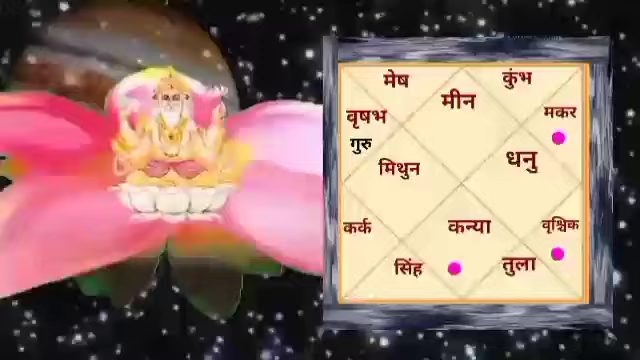 मेष
कुंभ
मीन
वृषभ
मकर
गुरु
मिथुन
धनु
कर्क
कन्या
वृश्चिक
सिंह
तुला